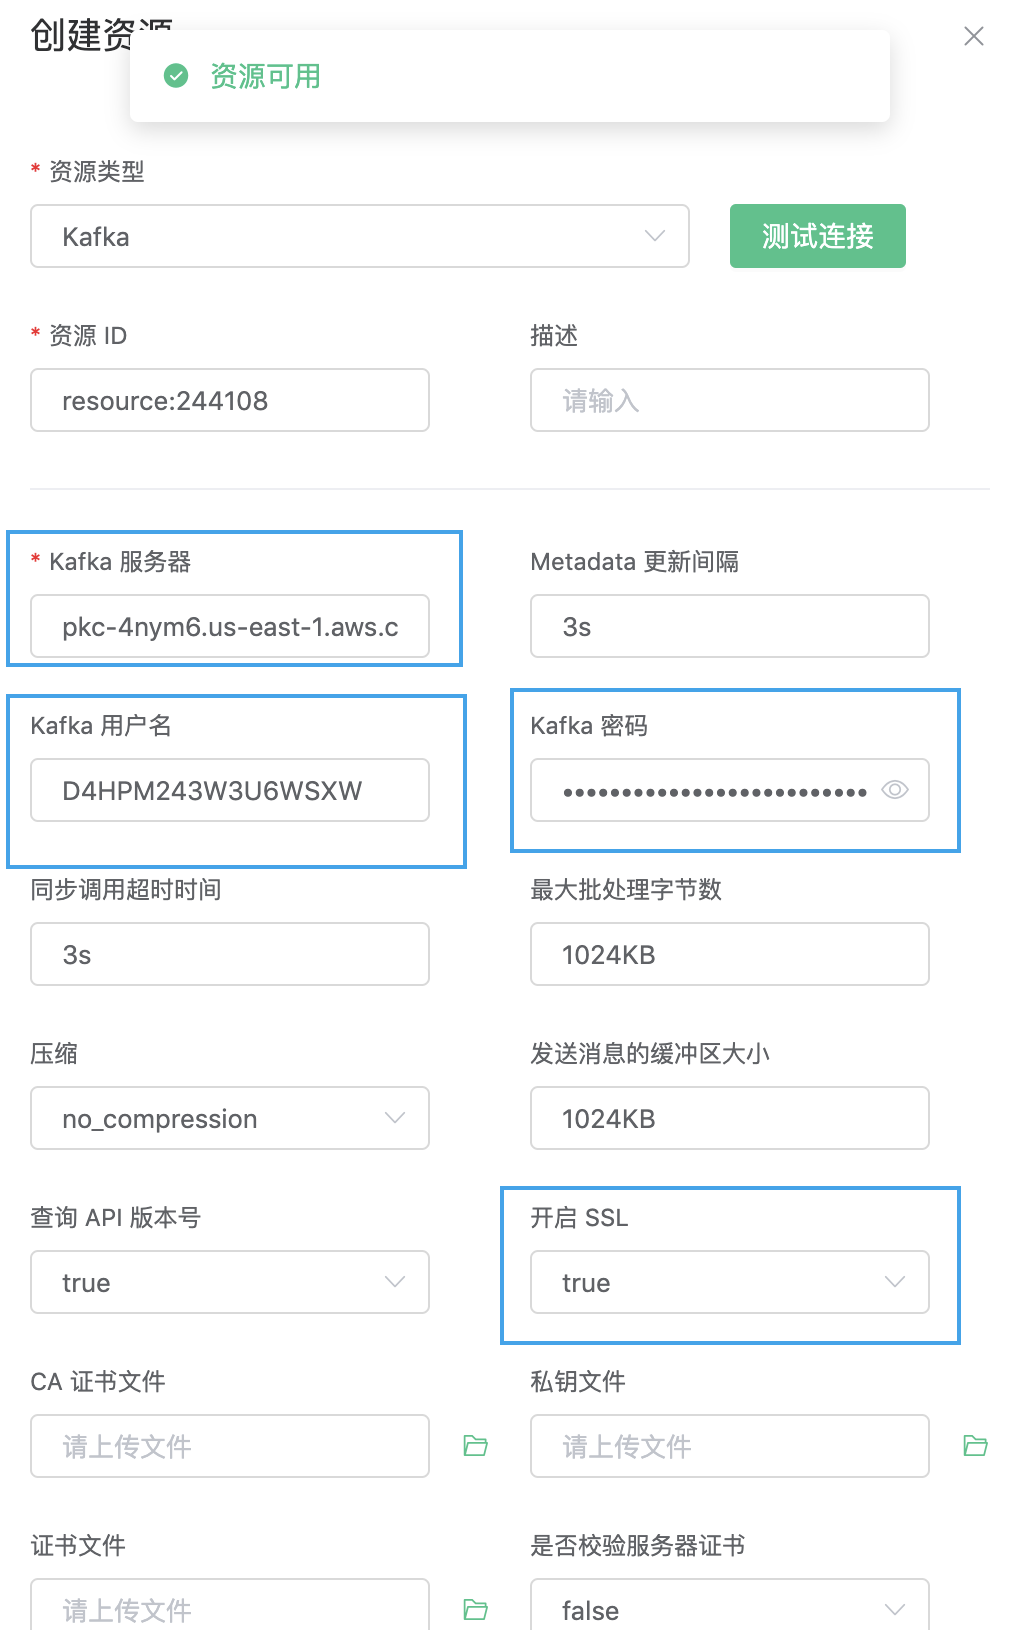 创建资源
资源可用
* 资源类型
Kafka
测试连接
* 资源 ID
描述
resource:244108
请输入
* Kafka 服务器
Metadata 更新间隔
pkc-4nym6.us-east-1.aws.c
3s
Kafka 用户名
Kafka 密码
D4HPM243W3U6WSXW
••••••••••••••••••••••••••
同步调用超时时间
最大批处理字节数
3s
1024KB
压缩
发送消息的缓冲区大小
no_compression
1024KB
查询 API 版本号
开启 SSL
true
true
CA 证书文件
私钥文件
请上传文件
请上传文件
证书文件
是否校验服务器证书
请上传文件
false